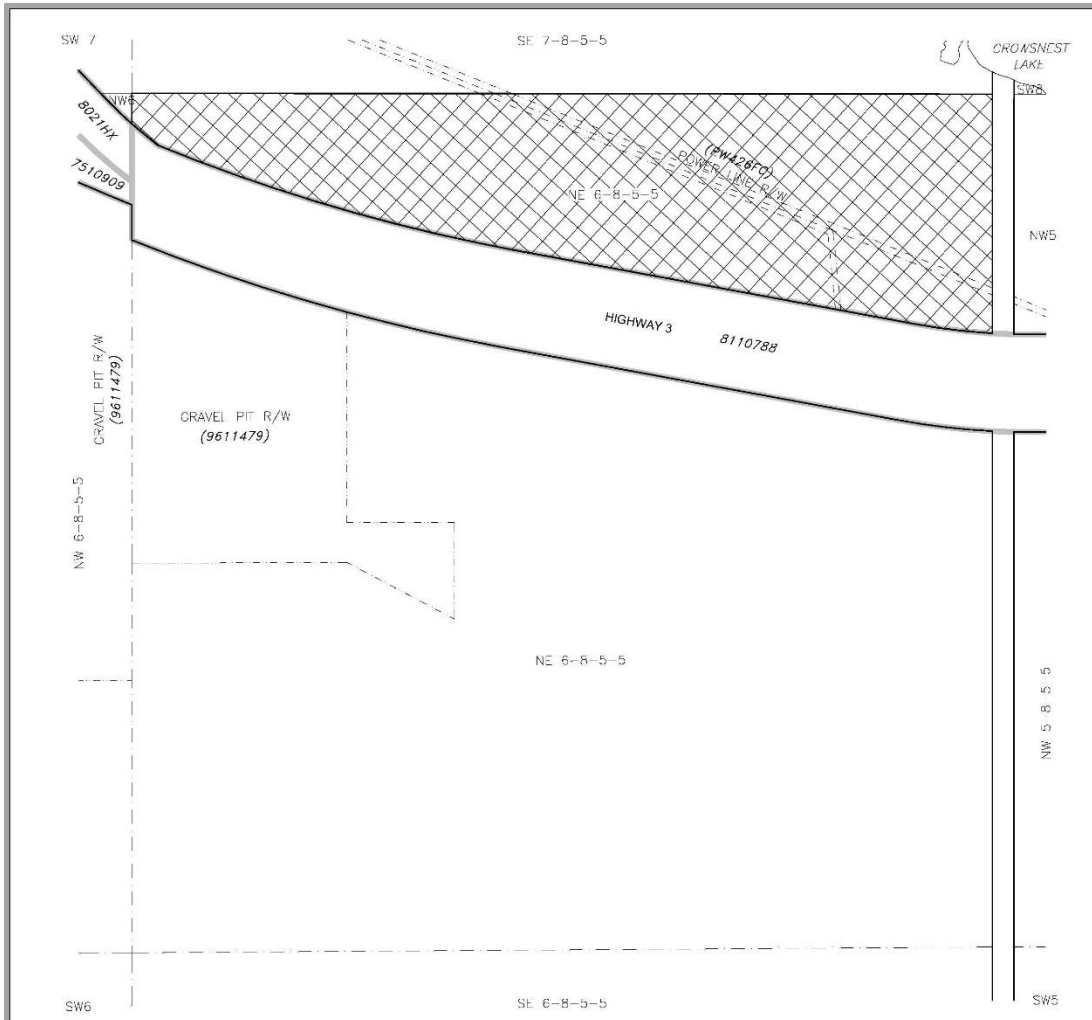 SW 7
SE 7-8-5-5
CROWSNEST
LAKE
NW6
SW8
8021HX
7510909
(PW426FO)
POWER LINE R/W
NE 6-8-5-5
NW5
HIGHWAY 3
8110788
GRAVEL PIT R/W
(9611479)
GRAVEL PIT R/W
(9611479)
NW 6-8-5-5
NE 6-8-5-5
NW 5-8-5-5
SW6
SE 6-8-5-5
SW5